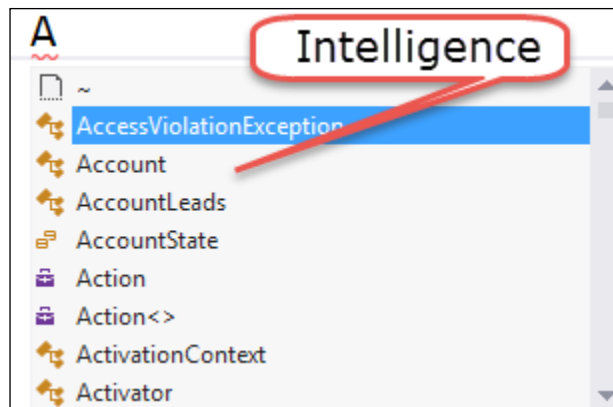 A
Intelligence
~
AccessViolationException
Account
AccountLeads
AccountState
Action
Action<>
ActivationContext
Activator